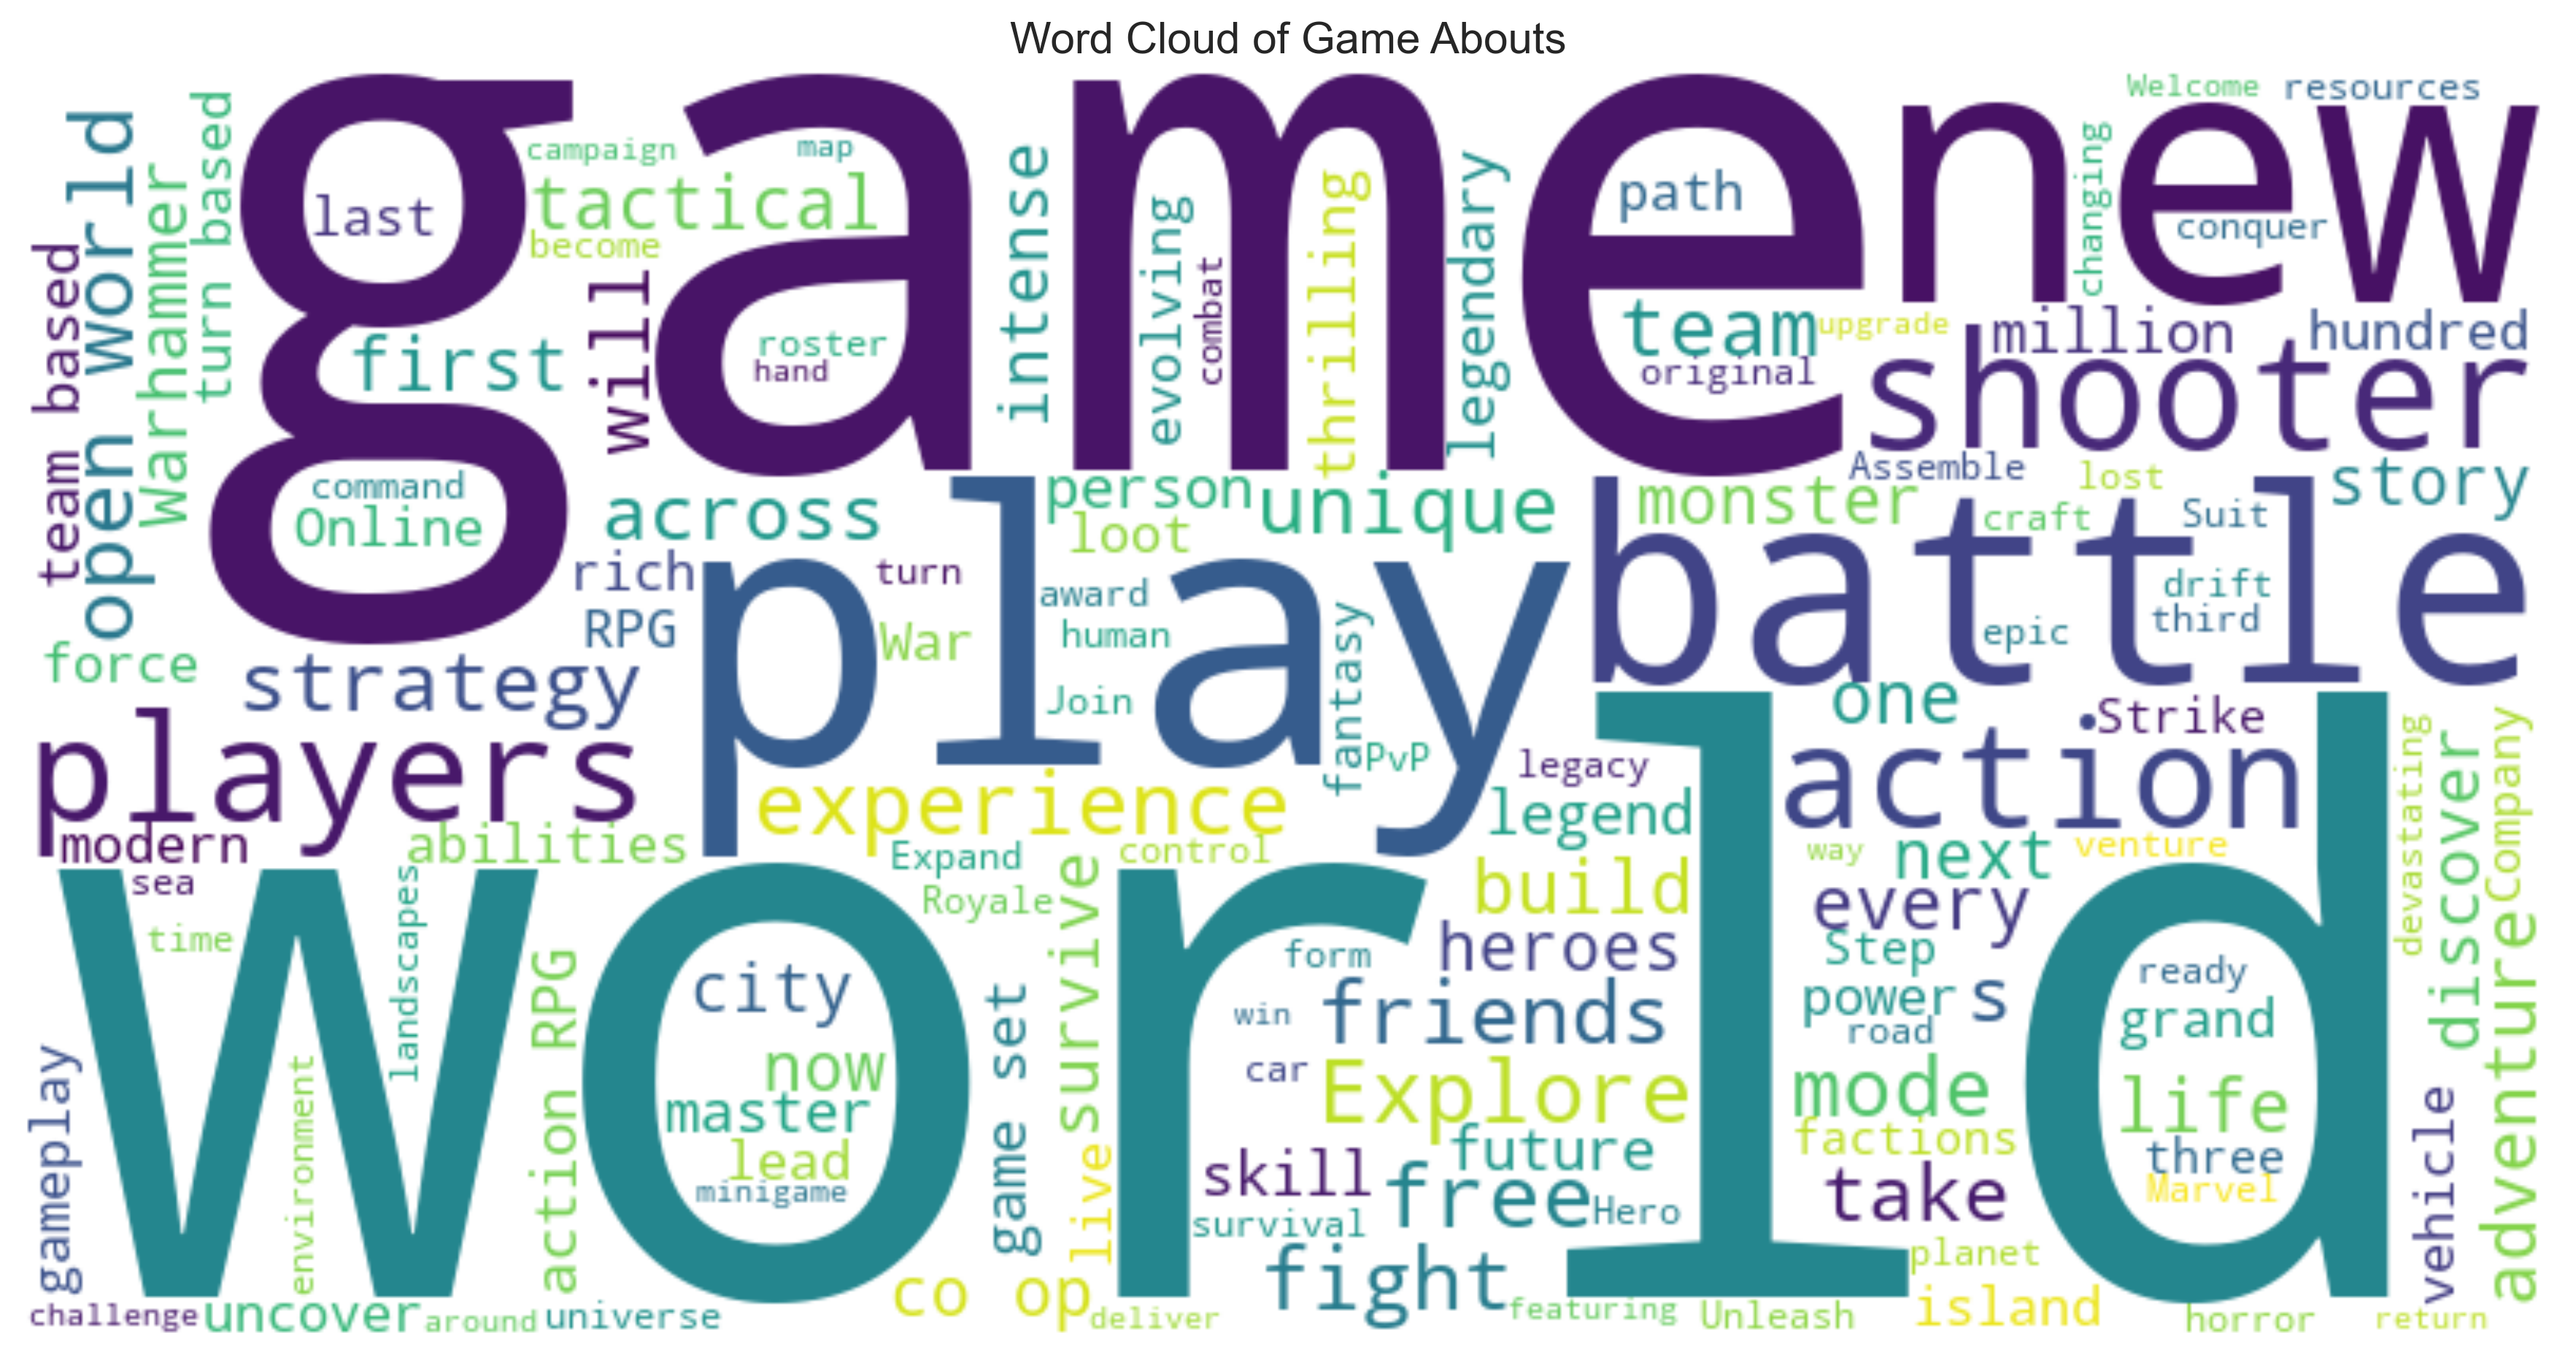 Word Cloud of Game Abouts
game
new
world
play
battle
shooter
players
action
Welcome
resources
changing
conquer
path
last
campaign
map
tactical
become
will
intense
evolving
combat
thrilling
legendary
team
upgrade
original
million
hundred
open world
team based
Warhammer
turn based
first
roster
hand
command
Online
across
person
loot
unique
monster
Assemble
lost
story
craft
Suit
drift
third
epic
rich
RPG
turn
War
award
human
Join
fantasy
PvP
force
strategy
one
Strike
legacy
legend
experience
modern
abilities
sea
time
landscapes
Expand
control
Royale
survive
build
heroes
way
next
venture
every
devastating
discover
Company
adventure
Step
power
s
road
ready
grand
life
three
Marvel
city
now
master
lead
minigame
form
win
car
friends
Explore
mode
factions
future
skill
free
Hero
survival
take
planet
fight
gameplay
environment
action RPG
game set
live
co op
vehicle
challenge
uncover
around
universe
deliver
featuring
Unleash
island
horror
return